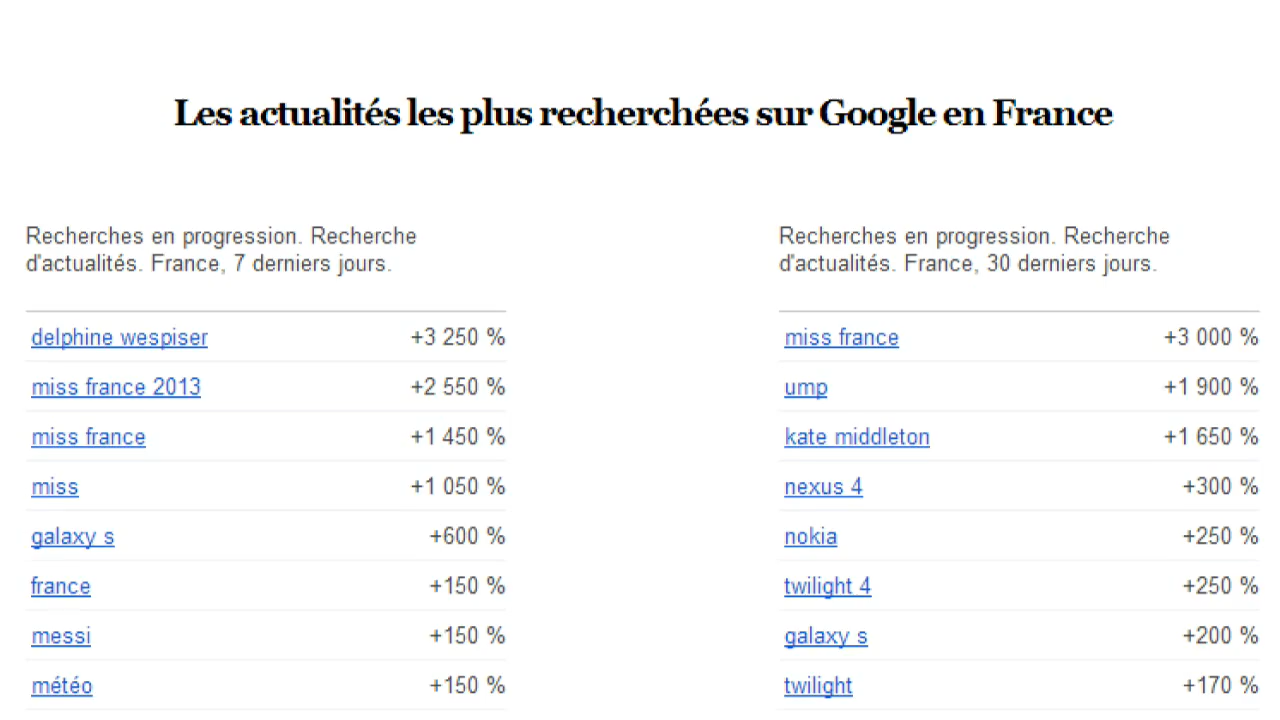 Les actualités les plus recherchées sur Google en France
Recherches en progression. Recherche
d'actualités. France, 7 derniers jours.
delphine wespiser +3 250 %
miss france 2013 +2 550 %
miss france +1 450 %
miss +1 050 %
galaxy s +600 %
france +150 %
messi +150 %
météo +150 %
Recherches en progression. Recherche
d'actualités. France, 30 derniers jours.
miss france +3 000 %
ump +1 900 %
kate middleton +1 650 %
nexus 4 +300 %
nokia +250 %
twilight 4 +250 %
galaxy s +200 %
twilight +170 %